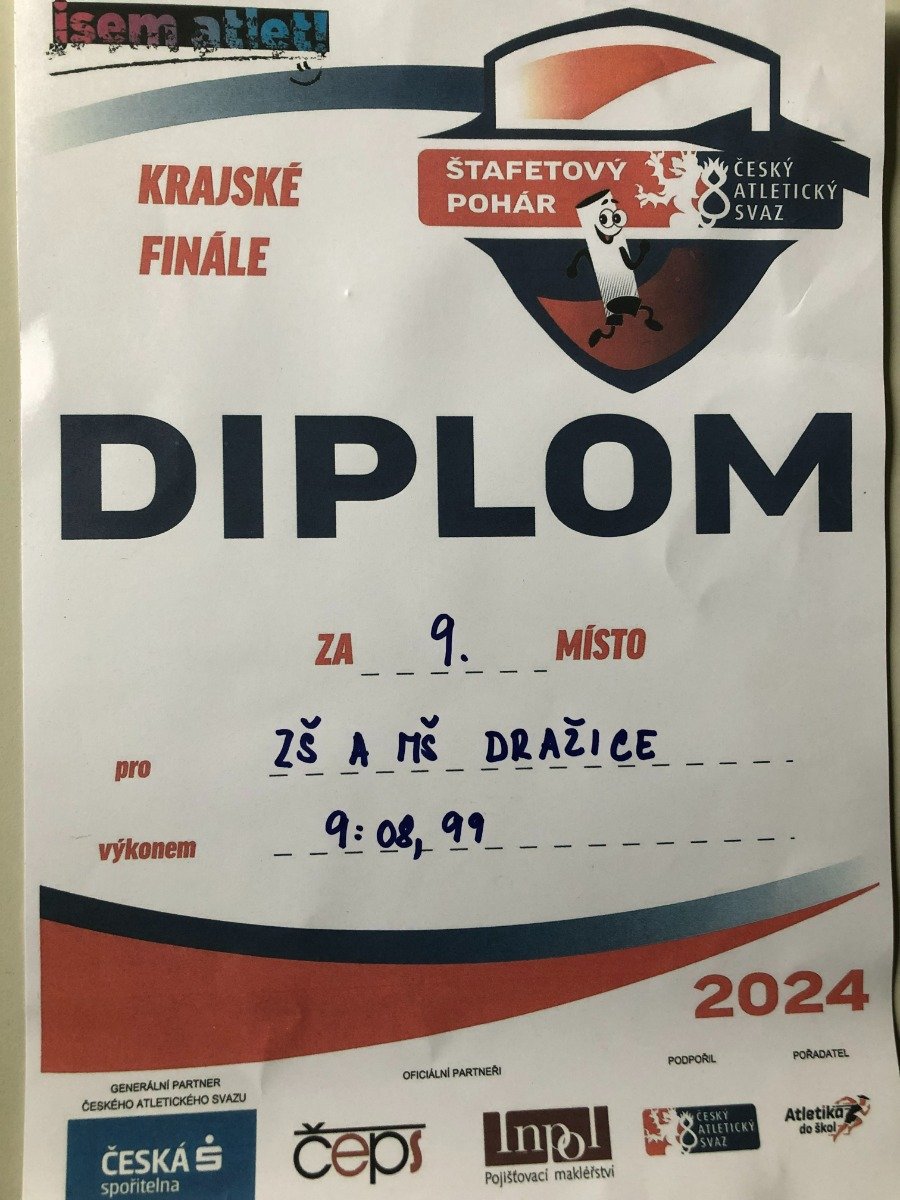 jsem atlet!
KRAJSKÉ
FINÁLE
ŠTAFETOVÝ
POHÁR
ČESKÝ
ATLETICKÝ
SVAZ
DIPLOM
ZA 9. MÍSTO
pro ZŠ A MŠ DRAŽICE
výkonem 9:08,99
2024
GENERÁLNÍ PARTNER
ČESKÉHO ATLETICKÉHO SVAZU
OFICIÁLNÍ PARTNEŘI
PODPOŘIL
POŘADATEL
ČESKÁ
spořitelna
čeps
Inpol
Pojišťovací makléřství
ČESKÝ
ATLETICKÝ
SVAZ
Atletika
do škol